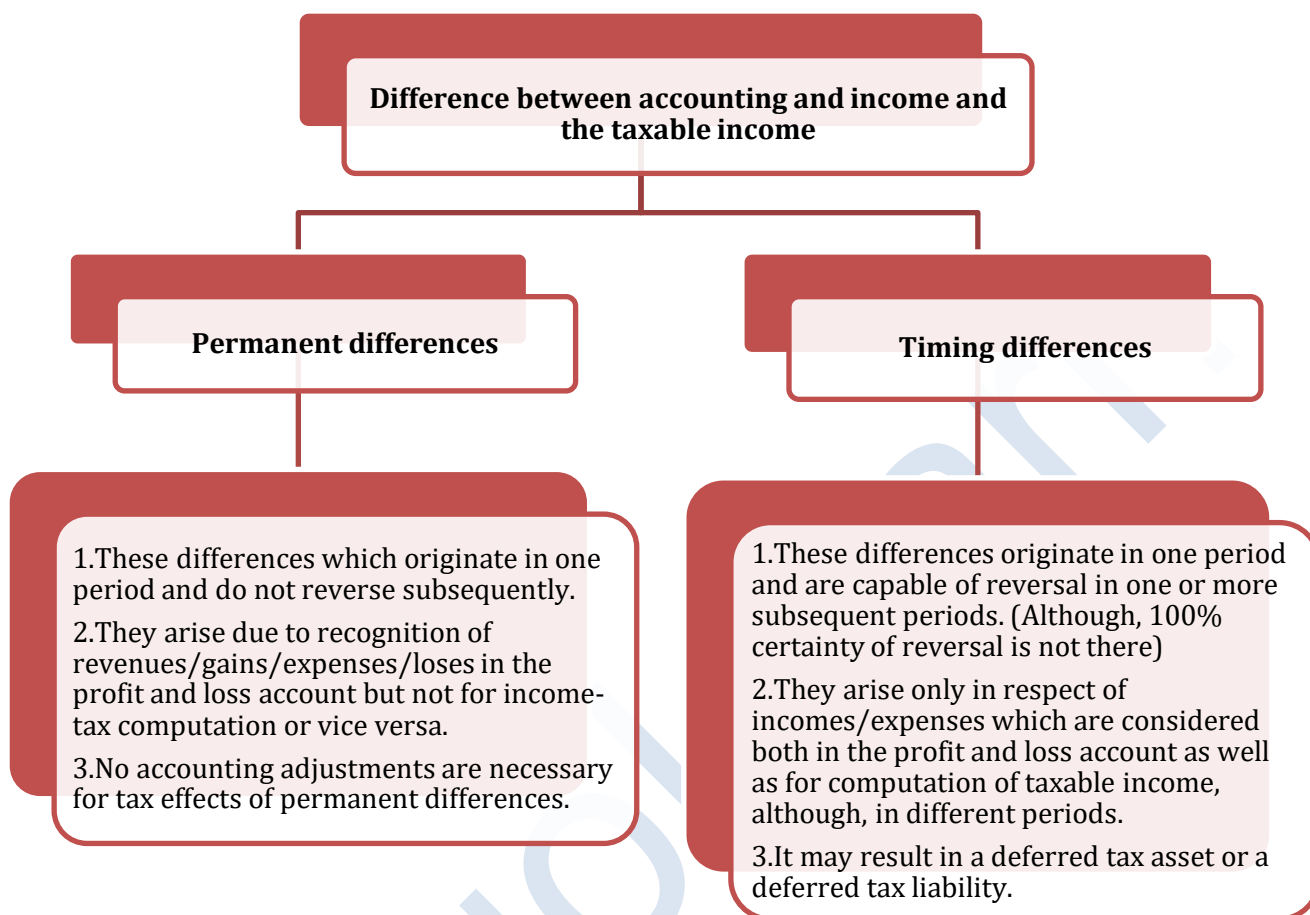 Difference between accounting and income and
the taxable income
Permanent differences
Timing differences
1.These differences which originate in one
period and do not reverse subsequently.
2.They arise due to recognition of
revenues/gains/expenses/loses in the
profit and loss account but not for income-
tax computation or vice versa.
3.No accounting adjustments are necessary
for tax effects of permanent differences.
1.These differences originate in one period
and are capable of reversal in one or more
subsequent periods. (Although, 100%
certainty of reversal is not there)
2.They arise only in respect of
incomes/expenses which are considered
both in the profit and loss account as well
as for computation of taxable income,
although, in different periods.
3.It may result in a deferred tax asset or a
deferred tax liability.